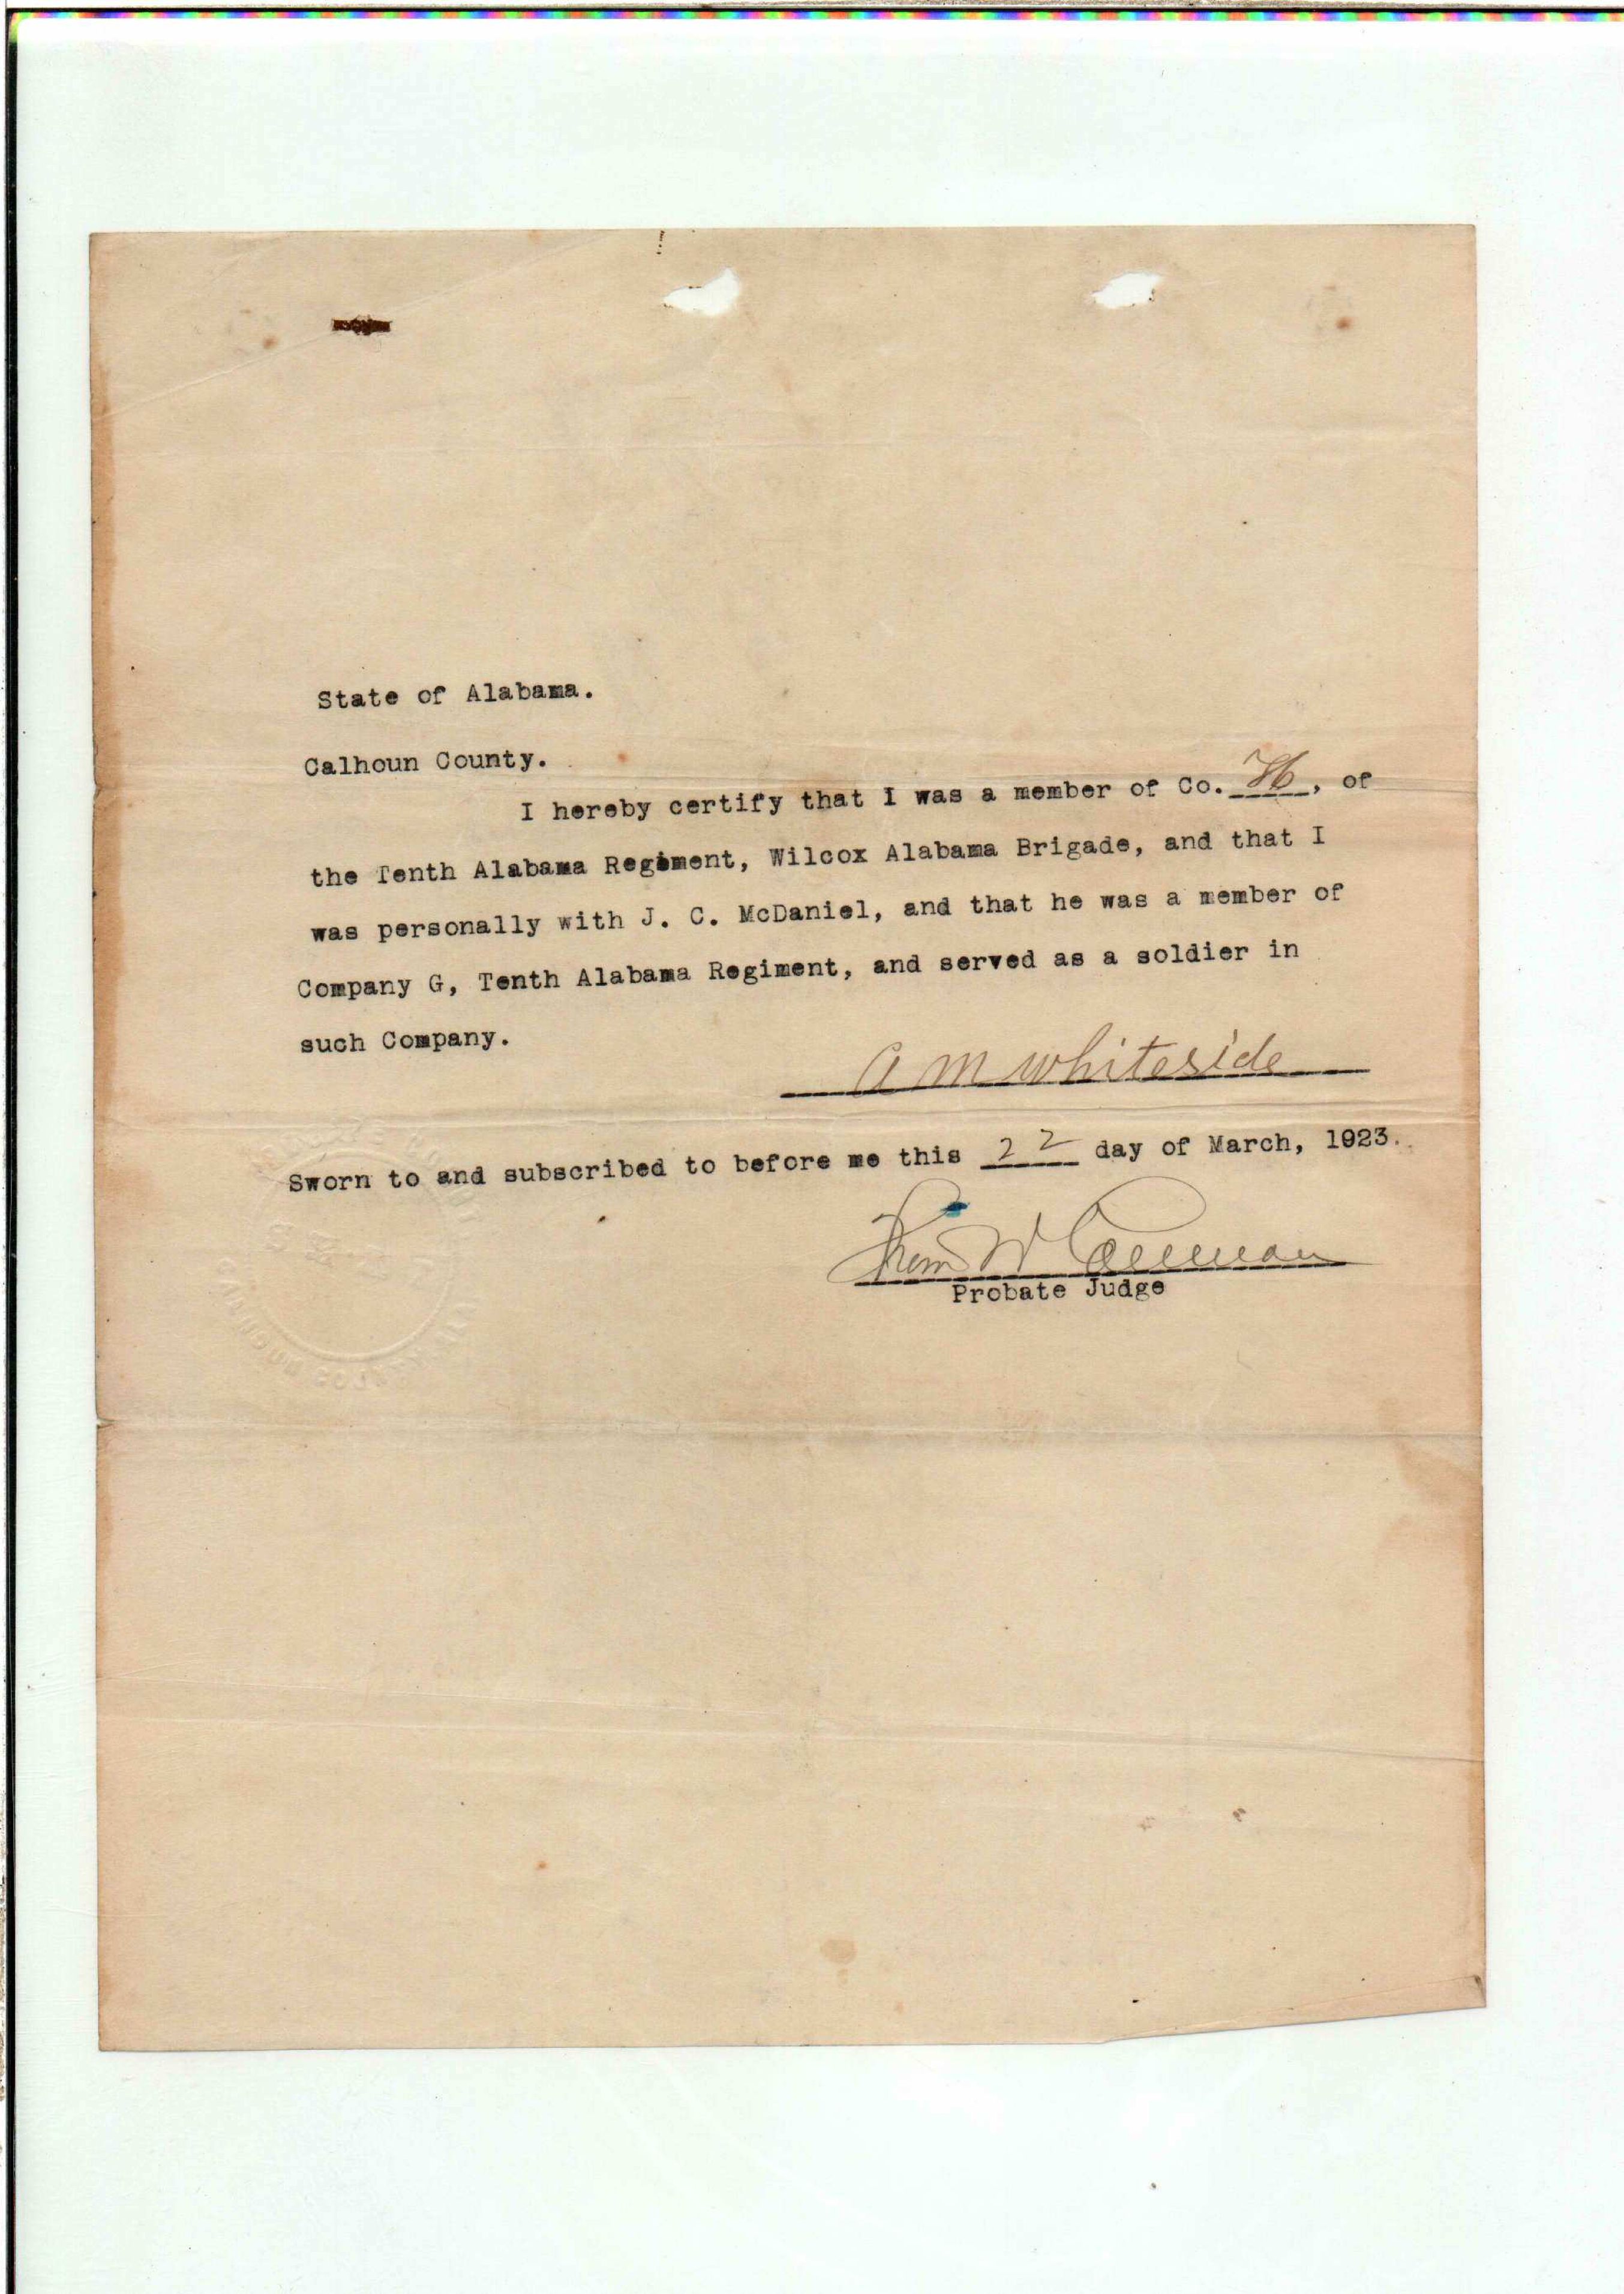 State of Alabama.
Calhoun County.
I hereby certify that I was a member of Co. H, of
the Tenth Alabama Regiment, Wilcox Alabama Brigade, and that I
was personally with J. C. McDaniel, and that he was a member of
Company G, Tenth Alabama Regiment, and served as a soldier in
such Company.
A M Whiteside
Sworn to and subscribed to before me this 22 day of March, 1923.
W Coleman
Probate Judge